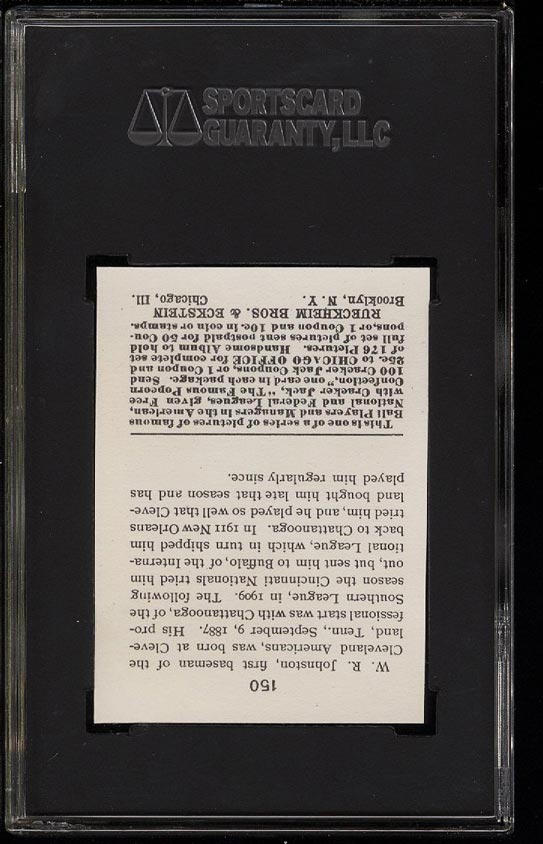 SPORTSCARD
GUARANTY, LLC
150
W. R. Johnston, first baseman of the
Cleveland Americans, was born at Cleve-
land, Tenn., September 9, 1887. His pro-
fessional start was with Chattanooga, of the
Southern League, in 1909. The following
season the Cincinnati Nationals tried him
out, but sent him to Buffalo, of the Interna-
tional League, which in turn shipped him
back to Chattanooga. In 1911 New Orleans
tried him, and he played so well that Cleve-
land bought him late that season and has
played him regularly since.
This is one of a series of pictures of famous
Ball Players and Managers in the American,
National and Federal Leagues, given Free
with Cracker Jack, "The Famous Popcorn
Confection," one card in each package. Send
100 Cracker Jack Coupons, or 1 Coupon and
25c. to CHICAGO OFFICE for complete set
of 176 Pictures. Handsome Album to hold
full set of pictures sent postpaid for 50 Cou-
pons, or 1 Coupon and 10c. in coin or stamps.
RUECKHEIM BROS. & ECKSTEIN
Brooklyn, N. Y. Chicago, Ill.